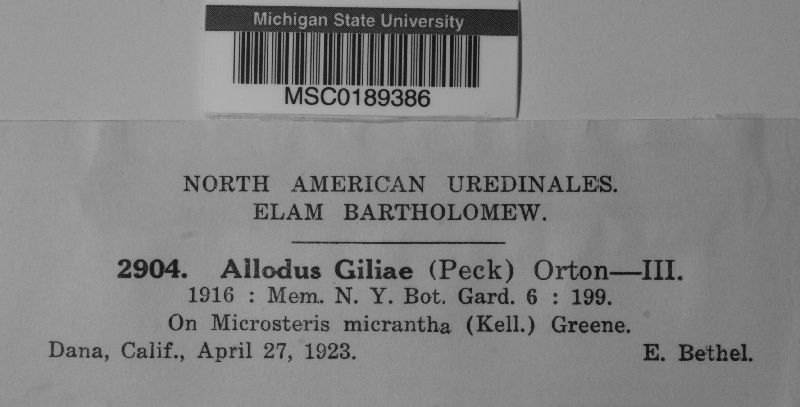 Michigan State University
MSC0189386
NORTH AMERICAN UREDINALES.
ELAM BARTHOLOMEW.
2904. Allodus Giliae (Peck) Orton—III.
1916 : Mem. N. Y. Bot. Gard. 6 : 199.
On Microsteris micrantha (Kell.) Greene.
Dana, Calif., April 27, 1923. E. Bethel.